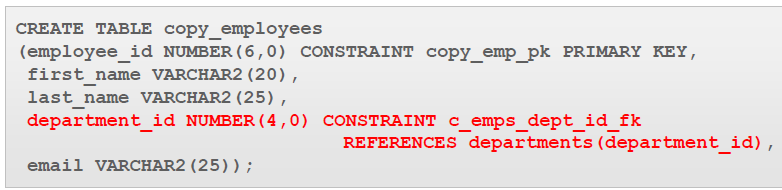 CREATE TABLE copy_employees
(employee_id NUMBER(6,0) CONSTRAINT copy_emp_pk PRIMARY KEY,
first_name VARCHAR2(20),
last_name VARCHAR2(25),
department_id NUMBER(4,0) CONSTRAINT c_emps_dept_id_fk
REFERENCES departments(department_id),
email VARCHAR2(25));